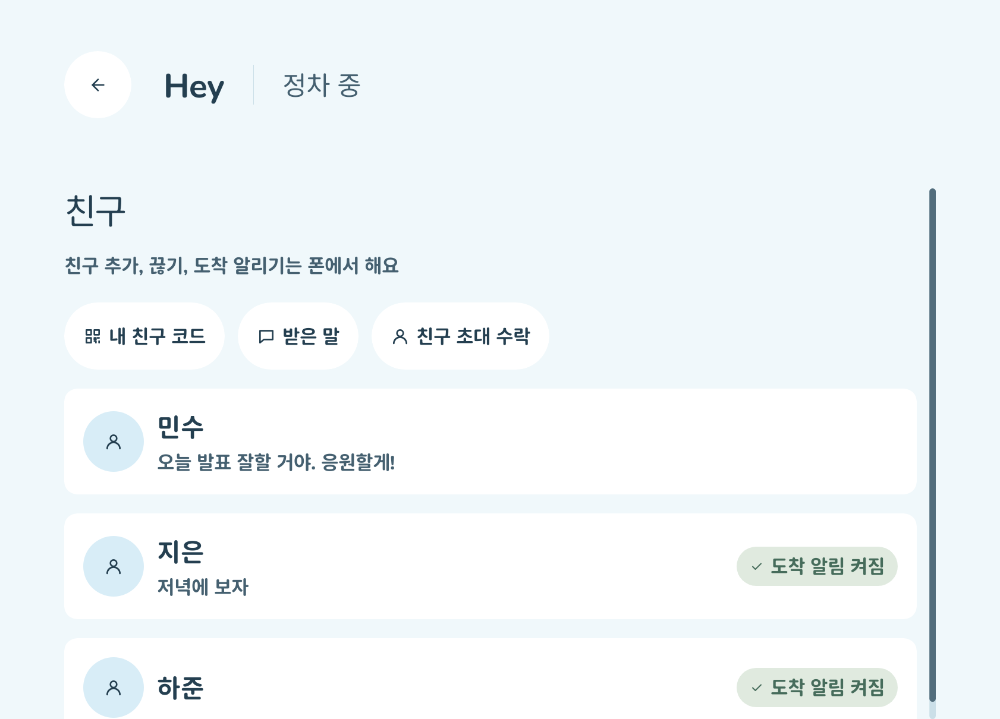 Hey 정차 중
친구
친구 추가, 끊기, 도착 알리기는 폰에서 해요
내 친구 코드 받은 말 친구 초대 수락
민수
오늘 발표 잘할 거야. 응원할게!
지은
저녁에 보자
도착 알림 켜짐
하준
도착 알림 켜짐